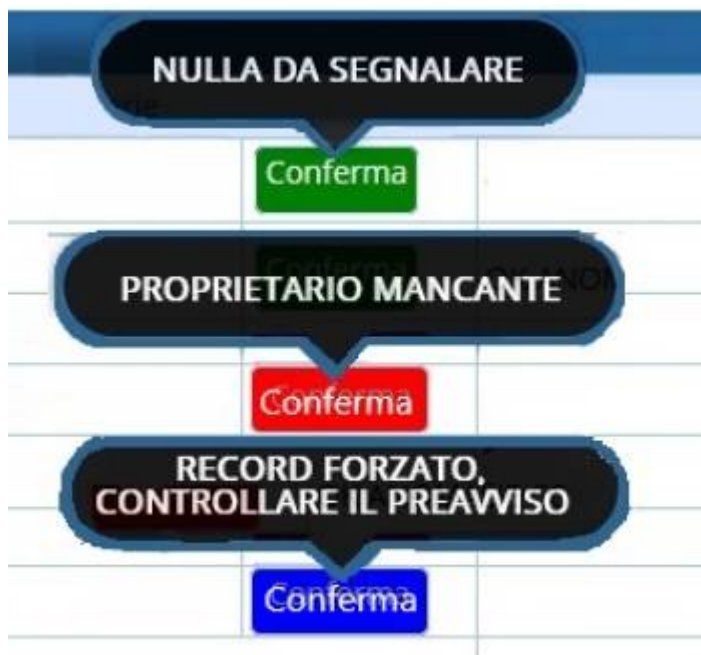 NULLA DA SEGNALARE
Conferma
PROPRIETARIO MANCANTE
Conferma
RECORD FORZATO,
CONTROLLARE IL PREAVVISO
Conferma